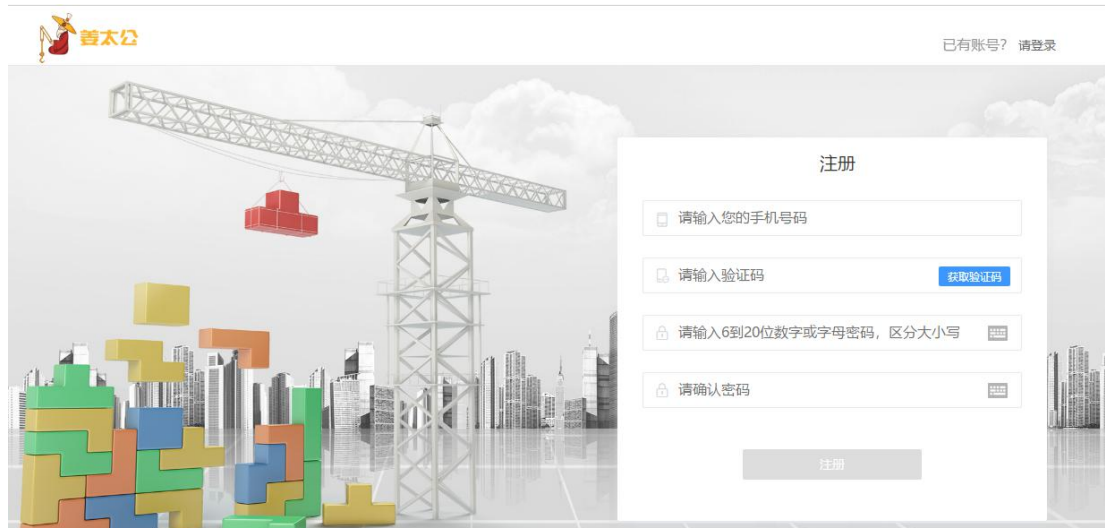 姜太公
已有账号？ 请登录
注册
请输入您的手机号码
请输入验证码 获取验证码
请输入6到20位数字或字母密码，区分大小写
请确认密码
注册